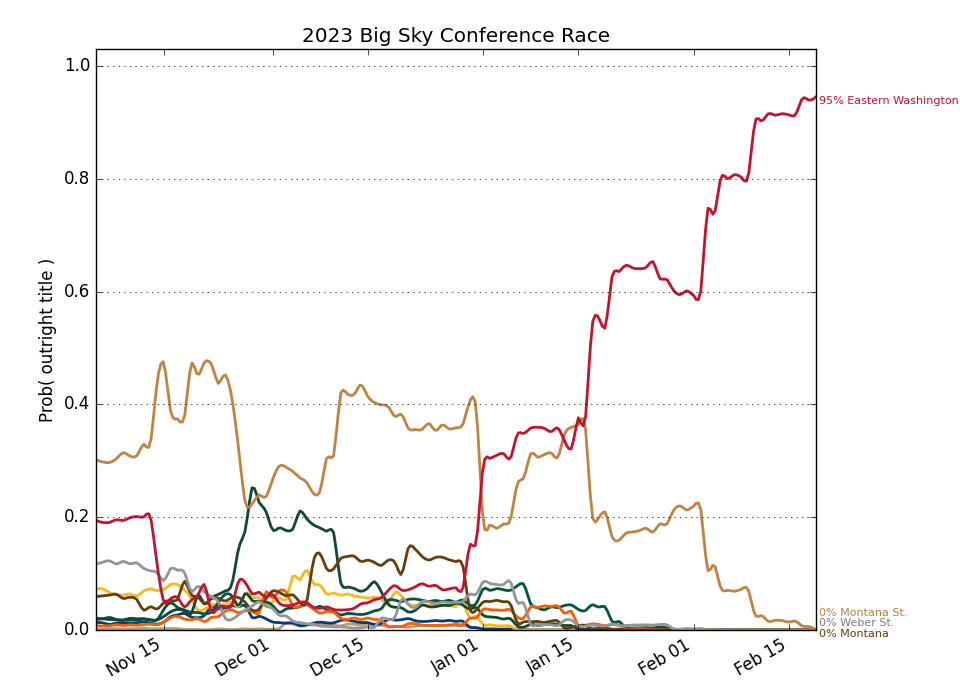 2023 Big Sky Conference Race
Prob( outright title )
1.0
0.8
0.6
0.4
0.2
0.0
Nov 15
Dec 01
Dec 15
Jan 01
Jan 15
Feb 01
Feb 15
95% Eastern Washington
0% Montana St.
0% Weber St.
0% Montana